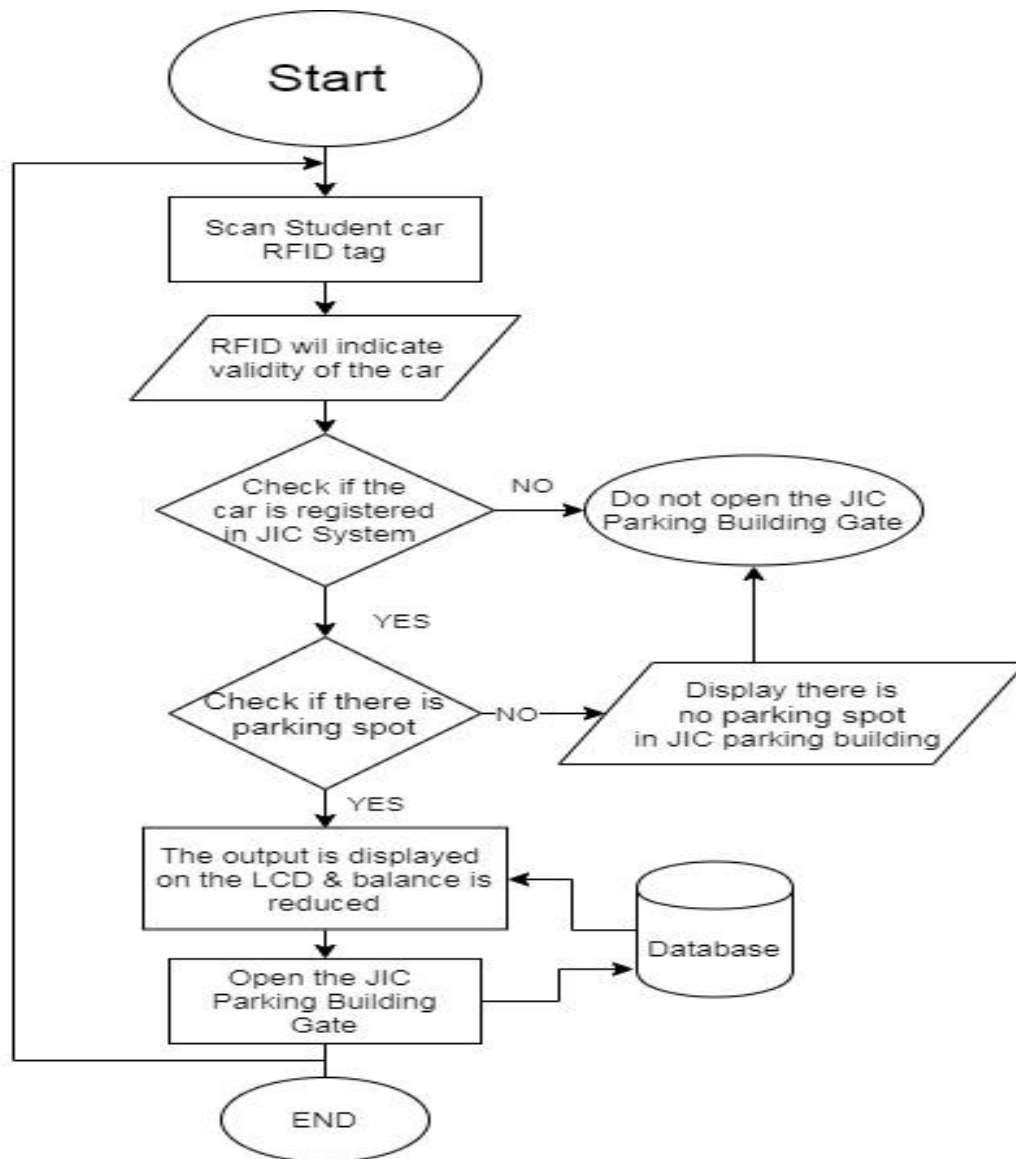 Start
Scan Student car
RFID tag
RFID wil indicate
validity of the car
Check if the
car is registered
in JIC System
NO
Do not open the JIC
Parking Building Gate
YES
Check if there is
parking spot
NO
Display there is
no parking spot
in JIC parking building
YES
The output is displayed
on the LCD & balance is
reduced
Database
Open the JIC
Parking Building
Gate
END